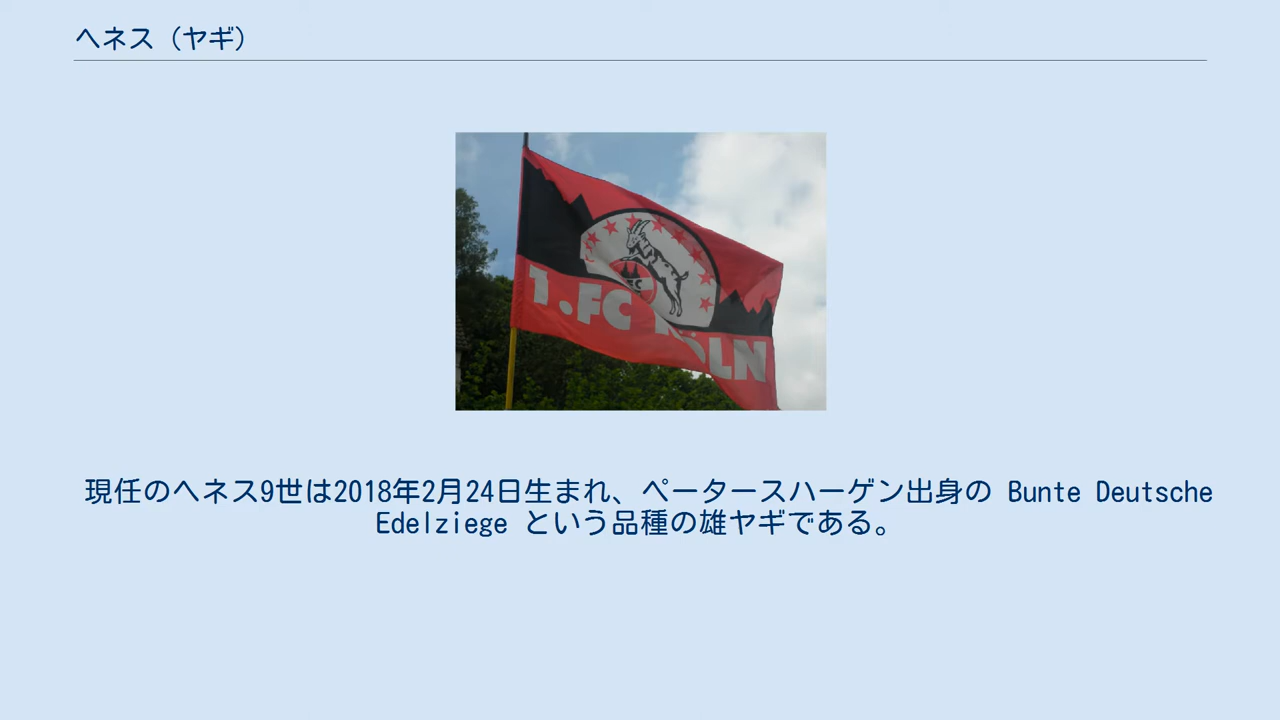 ヘネス（ヤギ）
1.FC KÖLN
現任のヘネス9世は2018年2月24日生まれ、ペータースハーゲン出身の Bunte Deutsche
Edelziege という品種の雄ヤギである。